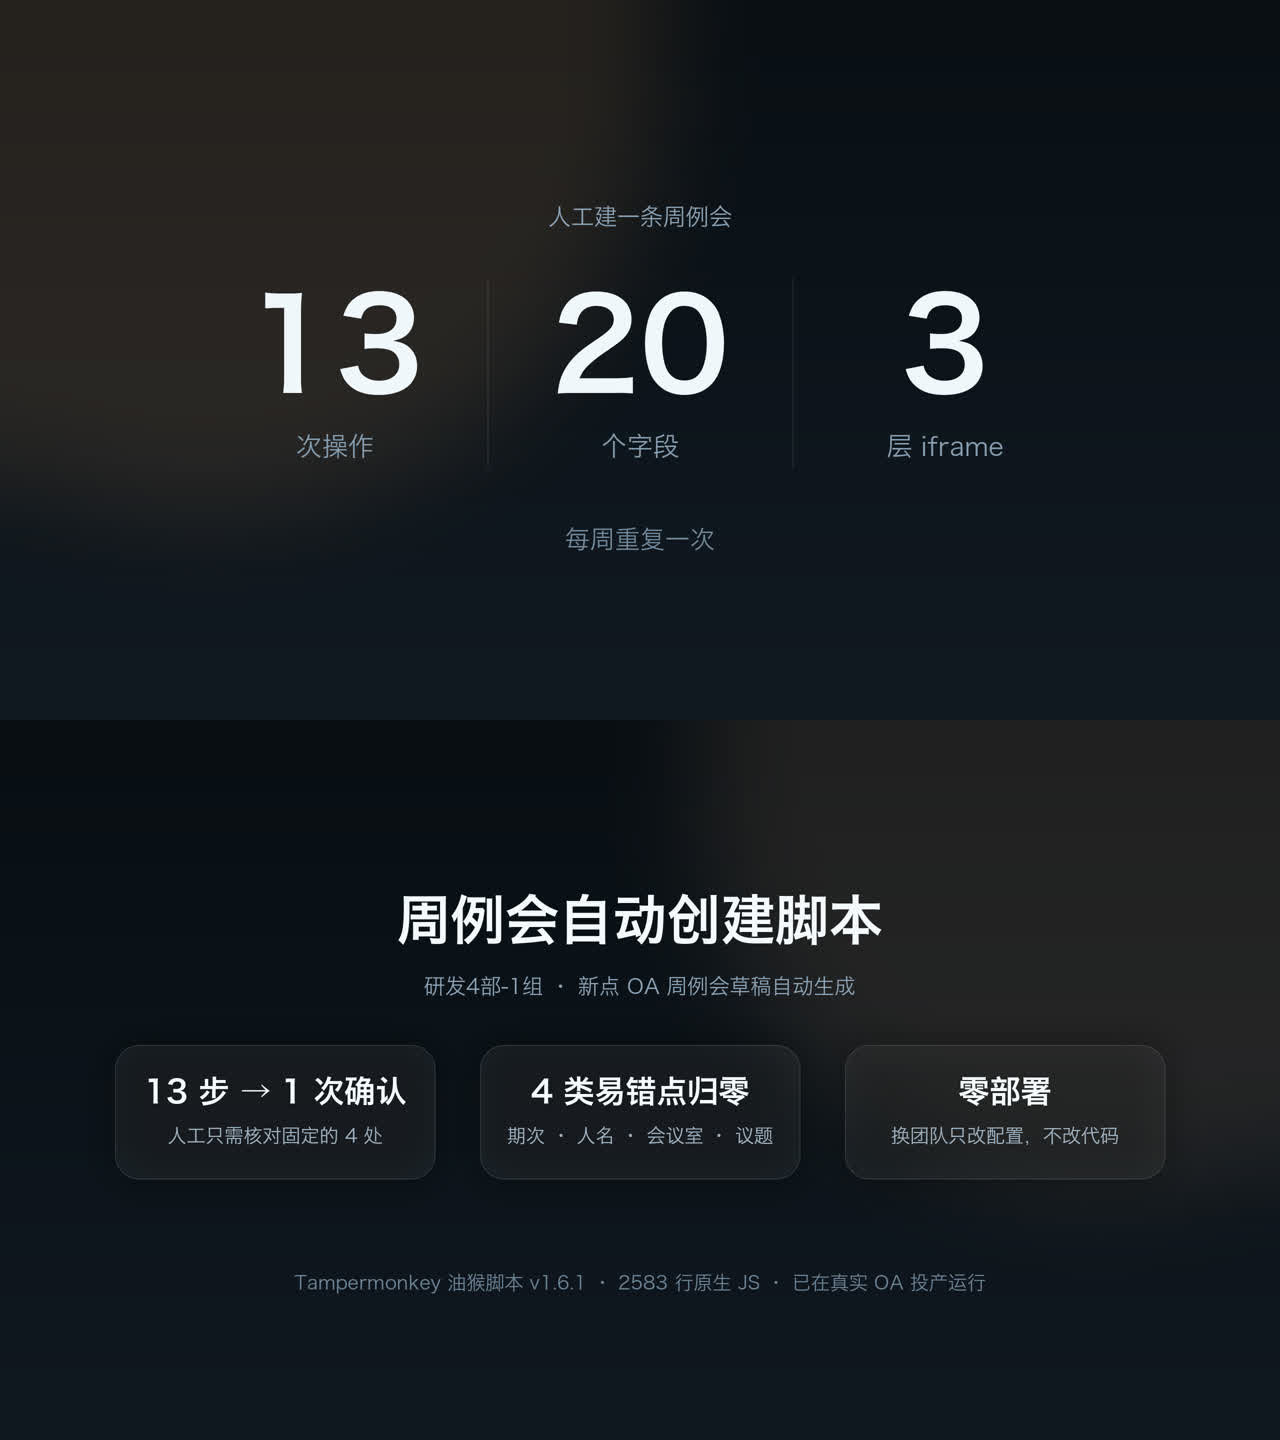 人工建一条周例会
13 20 3
次操作 个字段 层 iframe
每周重复一次
周例会自动创建脚本
研发4部-1组 · 新点 OA 周例会草稿自动生成
13 步 → 1 次确认 4 类易错点归零 零部署
人工只需核对固定的 4 处 期次 · 人名 · 会议室 · 议题 换团队只改配置，不改代码
Tampermonkey 油猴脚本 v1.6.1 · 2583 行原生 JS · 已在真实 OA 投产运行